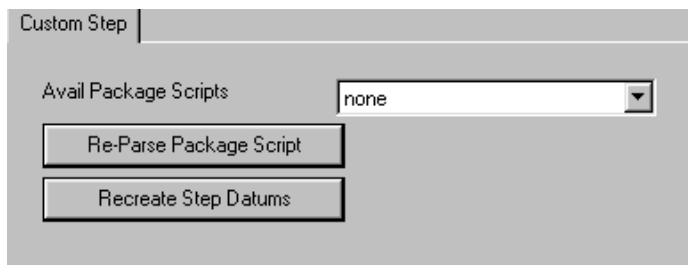 Custom Step
Avail Package Scripts none
Re-Parse Package Script
Recreate Step Datums